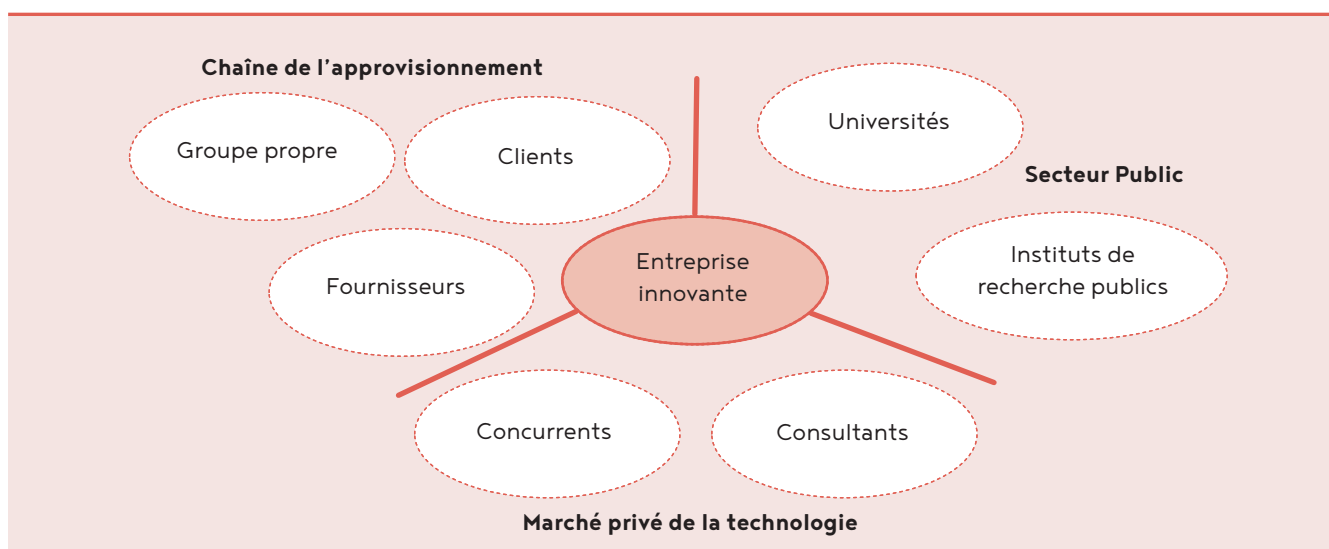 Chaîne de l'approvisionnement
Groupe propre
Clients
Fournisseurs
Universités
Secteur Public
Instituts de
recherche publics
Entreprise
innovante
Concurrents
Consultants
Marché privé de la technologie